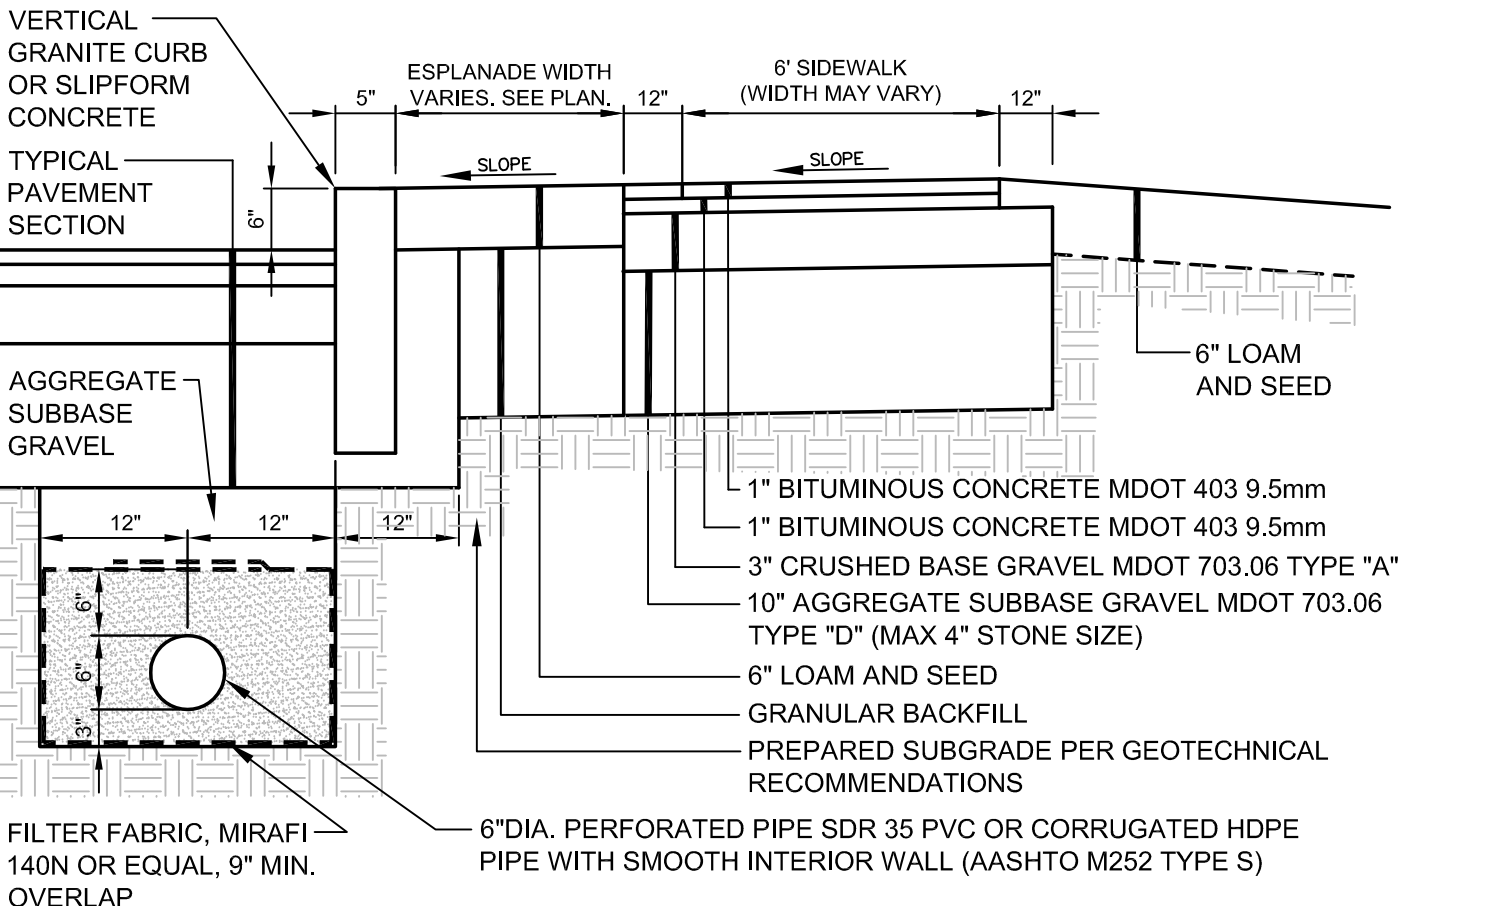 VERTICAL
GRANITE CURB
OR SLIPFORM
CONCRETE
5"
ESPLANADE WIDTH
VARIES. SEE PLAN.
12"
6' SIDEWALK
(WIDTH MAY VARY)
12"
TYPICAL
PAVEMENT
SECTION
6"
SLOPE
SLOPE
AGGREGATE
SUBBASE
GRAVEL
6" LOAM
AND SEED
12"
12"
12"
6"
6"
3"
1" BITUMINOUS CONCRETE MDOT 403 9.5mm
1" BITUMINOUS CONCRETE MDOT 403 9.5mm
3" CRUSHED BASE GRAVEL MDOT 703.06 TYPE "A"
10" AGGREGATE SUBBASE GRAVEL MDOT 703.06
TYPE "D" (MAX 4" STONE SIZE)
6" LOAM AND SEED
GRANULAR BACKFILL
PREPARED SUBGRADE PER GEOTECHNICAL
RECOMMENDATIONS
FILTER FABRIC, MIRAFI
140N OR EQUAL, 9" MIN.
OVERLAP
6"DIA. PERFORATED PIPE SDR 35 PVC OR CORRUGATED HDPE
PIPE WITH SMOOTH INTERIOR WALL (AASHTO M252 TYPE S)